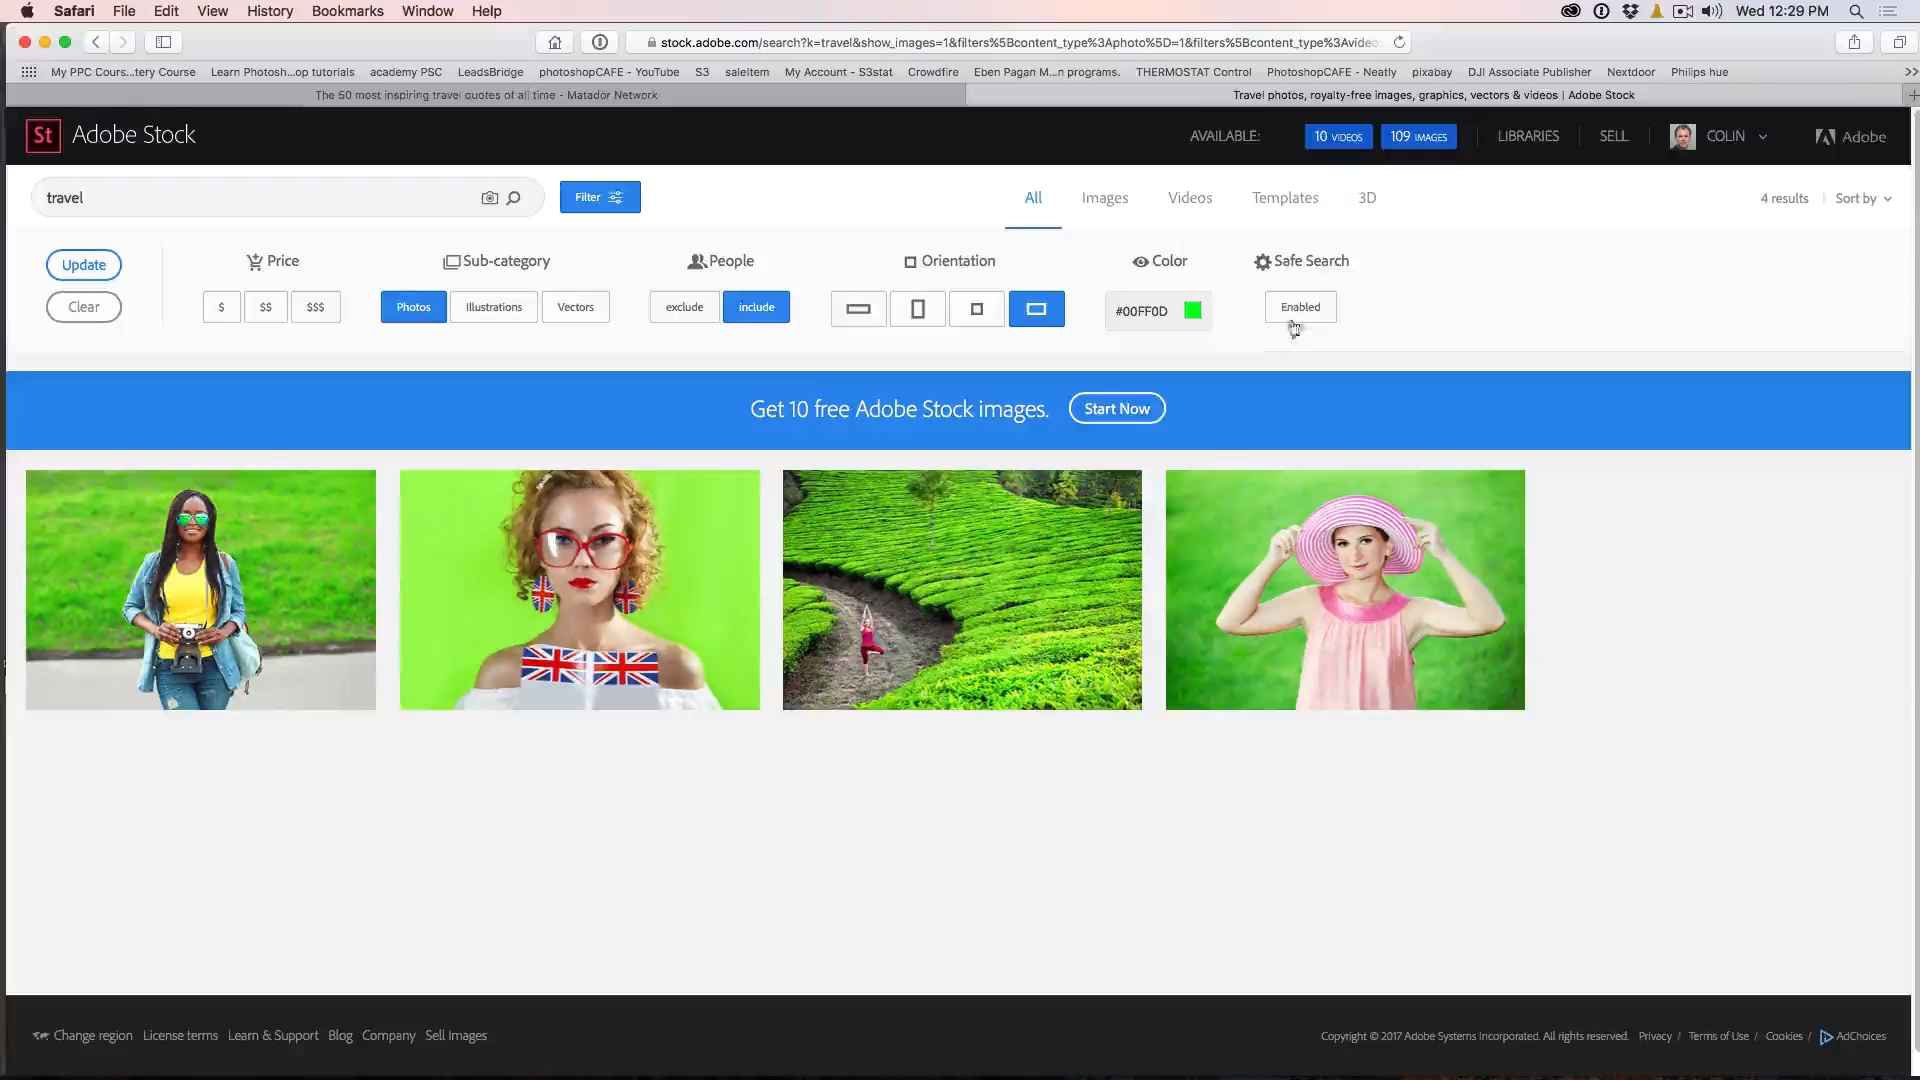 Safari File Edit View History Bookmarks Window Help Wed 12:29 PM
stock.adobe.com/search?k=travel&show_images=1&filters%5Bcontent_type%3Aphoto%5D=1&filters%5Bcontent_type%3Avideo
My PPC Cours...tery Course Learn Photosh...op tutorials academy PSC LeadsBridge photoshopCAFE - YouTube S3 saleItem My Account - S3stat Crowdfire Eben Pagan M...n programs. THERMOSTAT Control PhotoshopCAFE - Neatly pixabay DJI Associate Publisher Nextdoor Philips hue
The 50 most inspiring travel quotes of all time - Matador Network Travel photos, royalty-free images, graphics, vectors & videos | Adobe Stock
St Adobe Stock AVAILABLE: 10 VIDEOS 109 IMAGES LIBRARIES SELL COLIN Adobe
travel Filter All Images Videos Templates 3D 4 results Sort by
Update Price Sub-category People Orientation Color Safe Search
Clear $ $$ $$$ Photos Illustrations Vectors exclude include #00FF0D Enabled
Get 10 free Adobe Stock images. Start Now
Change region License terms Learn & Support Blog Company Sell Images Copyright © 2017 Adobe Systems Incorporated. All rights reserved. Privacy / Terms of Use / Cookies / AdChoices